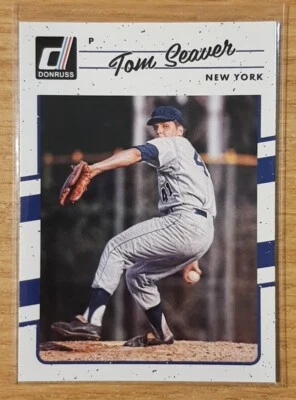 P
Tom Seaver
DONRUSS
NEW YORK